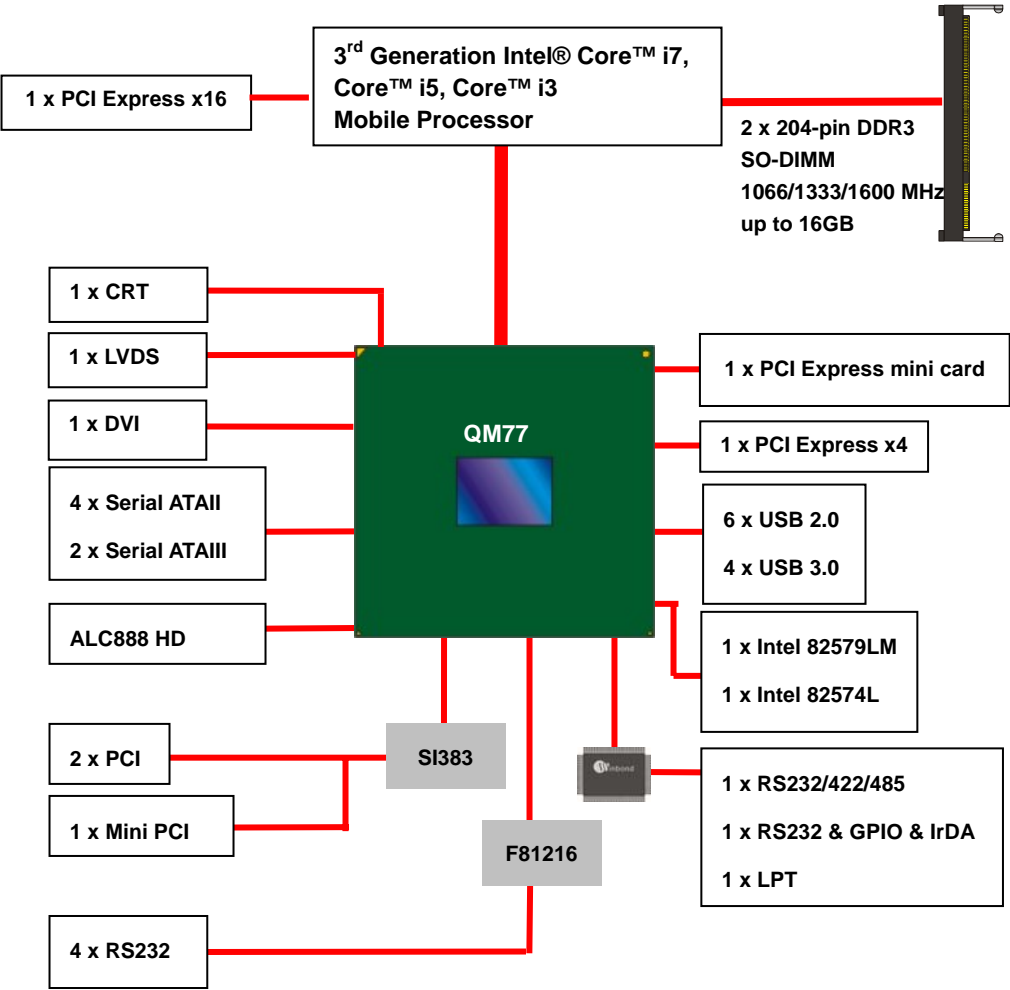 3rd Generation Intel® Core™ i7,
Core™ i5, Core™ i3
Mobile Processor
1 x PCI Express x16
2 x 204-pin DDR3
SO-DIMM
1066/1333/1600 MHz
up to 16GB
1 x CRT
1 x LVDS
1 x DVI
4 x Serial ATAII
2 x Serial ATAIII
ALC888 HD
QM77
1 x PCI Express mini card
1 x PCI Express x4
6 x USB 2.0
4 x USB 3.0
1 x Intel 82579LM
1 x Intel 82574L
2 x PCI
1 x Mini PCI
SI383
Winbond
1 x RS232/422/485
1 x RS232 & GPIO & IrDA
1 x LPT
F81216
4 x RS232